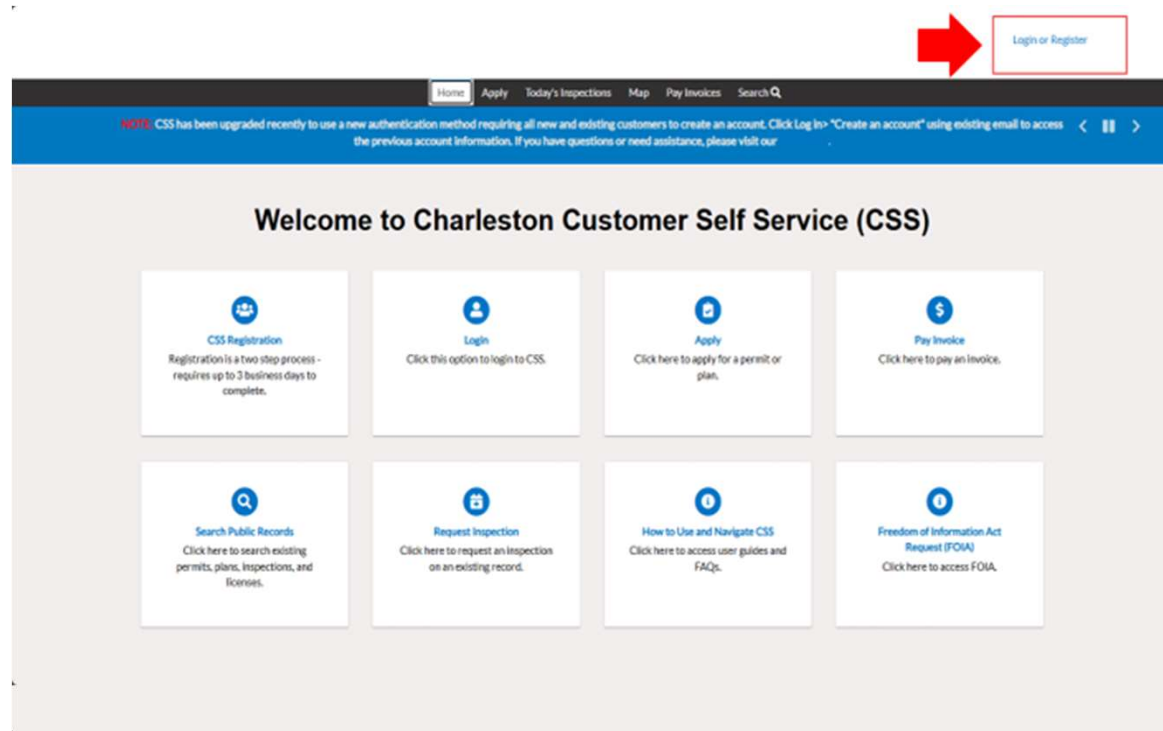 Login or Register
Home Apply Today's Inspections Map Pay Invoices Search
NOTE: CSS has been upgraded recently to use a new authentication method requiring all new and existing customers to create an account. Click Log in> "Create an account" using existing email to access
the previous account information. If you have questions or need assistance, please visit our .
Welcome to Charleston Customer Self Service (CSS)
CSS Registration
Registration is a two step process -
requires up to 3 business days to
complete.
Login
Click this option to login to CSS.
Apply
Click here to apply for a permit or
plan.
Pay Invoice
Click here to pay an invoice.
Search Public Records
Click here to search existing
permits, plans, inspections, and
licenses.
Request Inspection
Click here to request an inspection
on an existing record.
How to Use and Navigate CSS
Click here to access user guides and
FAQs.
Freedom of Information Act
Request (FOIA)
Click here to access FOIA.